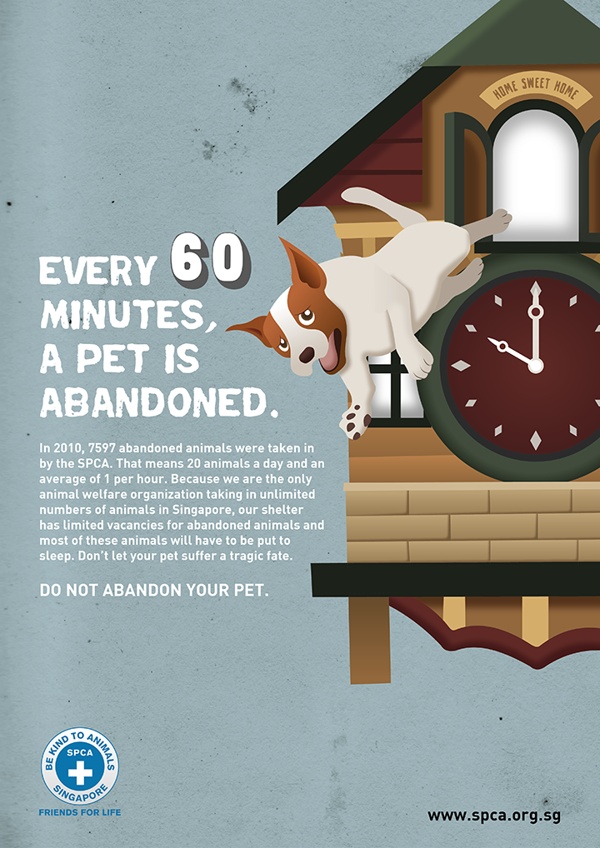 HOME SWEET HOME
EVERY 60
MINUTES,
A PET IS
ABANDONED.
In 2010, 7597 abandoned animals were taken in
by the SPCA. That means 20 animals a day and an
average of 1 per hour. Because we are the only
animal welfare organization taking in unlimited
numbers of animals in Singapore, our shelter
has limited vacancies for abandoned animals and
most of these animals will have to be put to
sleep. Don't let your pet suffer a tragic fate.
DO NOT ABANDON YOUR PET.
BE KIND TO ANIMALS
SPCA
SINGAPORE
FRIENDS FOR LIFE
www.spca.org.sg